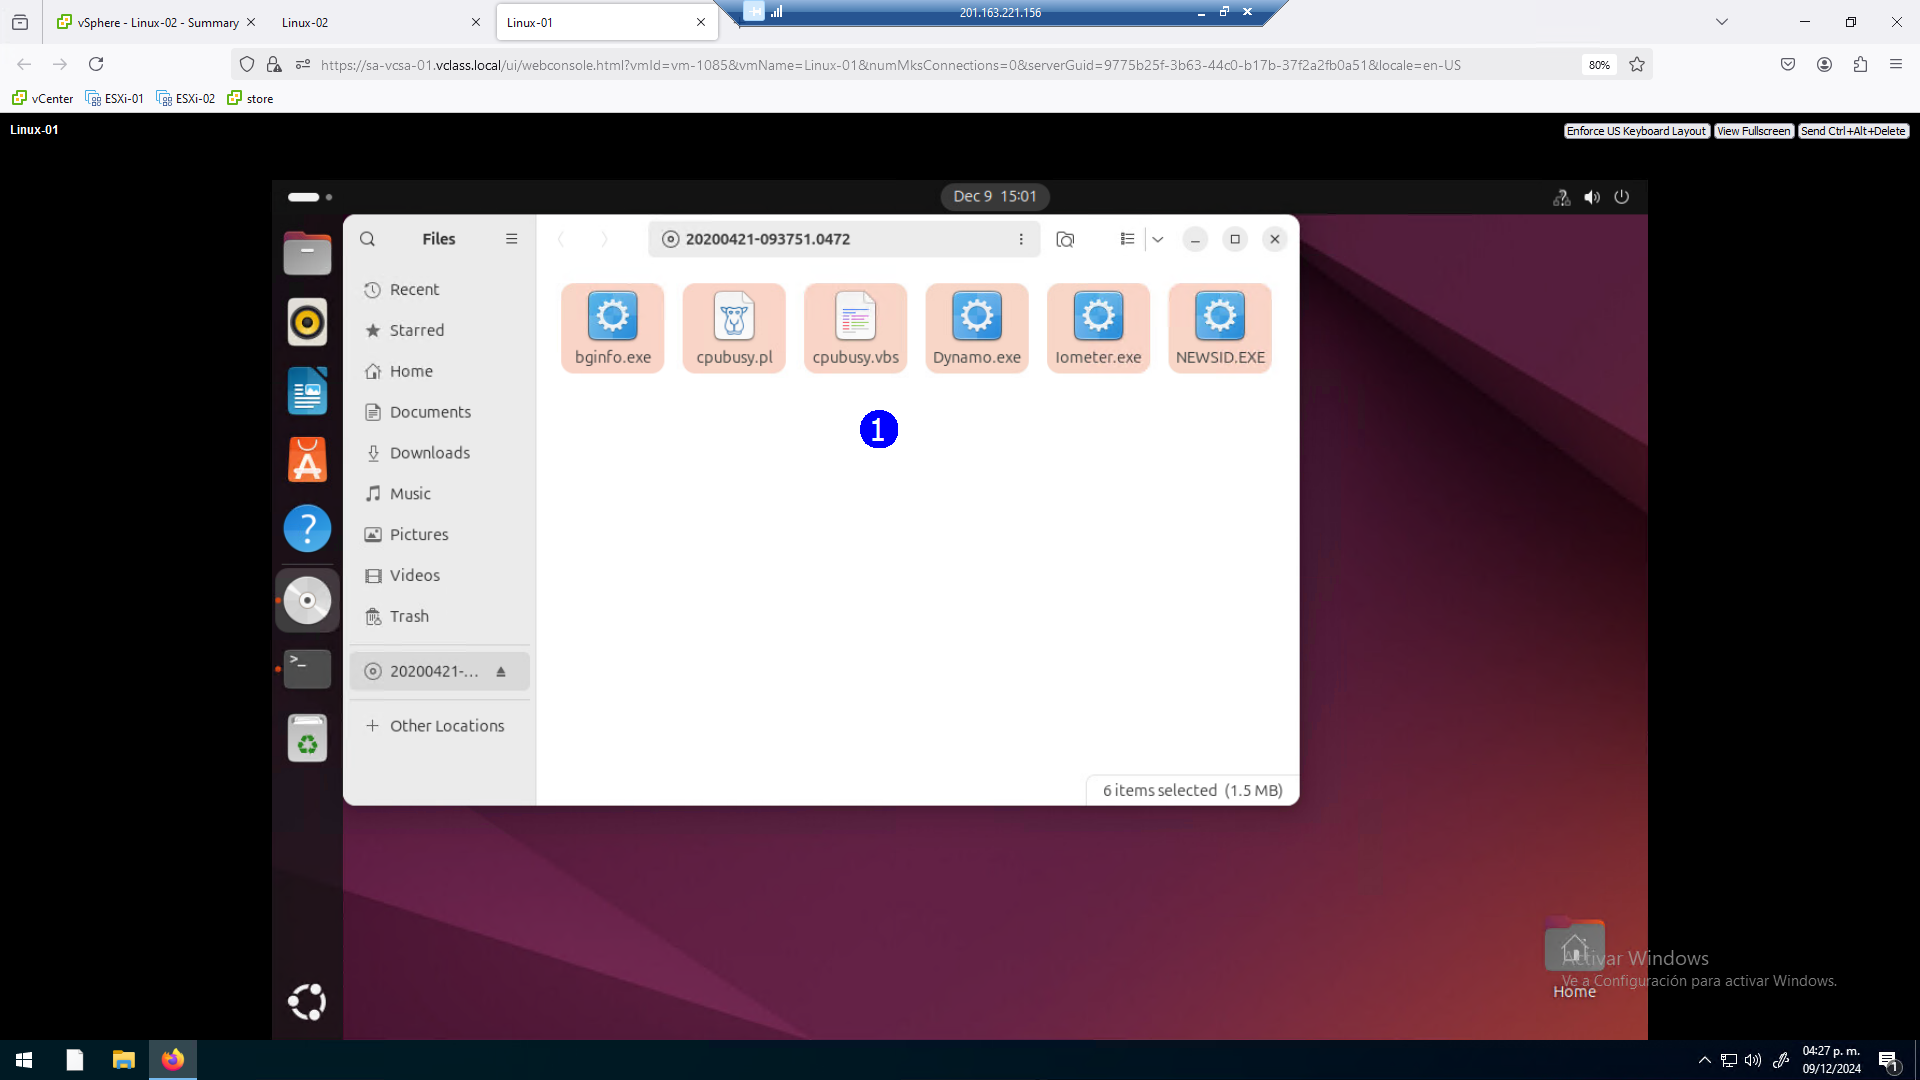 vSphere - Linux-02 - Summary
Linux-02
Linux-01
201.163.221.156
https://sa-vcsa-01.vclass.local/ui/webconsole.html?vmId=vm-1085&vmName=Linux-01&numMksConnections=0&serverGuid=9775b25f-3b63-44c0-b17b-37f2a2fb0a51&locale=en-US
80%
vCenter
ESXi-01
ESXi-02
store
Linux-01
Enforce US Keyboard Layout
View Fullscreen
Send Ctrl+Alt+Delete
Dec 9 15:01
Files
20200421-093751.0472
Recent
Starred
Home
Documents
Downloads
Music
Pictures
Videos
Trash
20200421-...
Other Locations
bginfo.exe
cpubusy.pl
cpubusy.vbs
Dynamo.exe
Iometer.exe
NEWSID.EXE
1
6 items selected (1.5 MB)
Activar Windows
Ve a Configuración para activar Windows.
Home
04:27 p. m.
09/12/2024
1